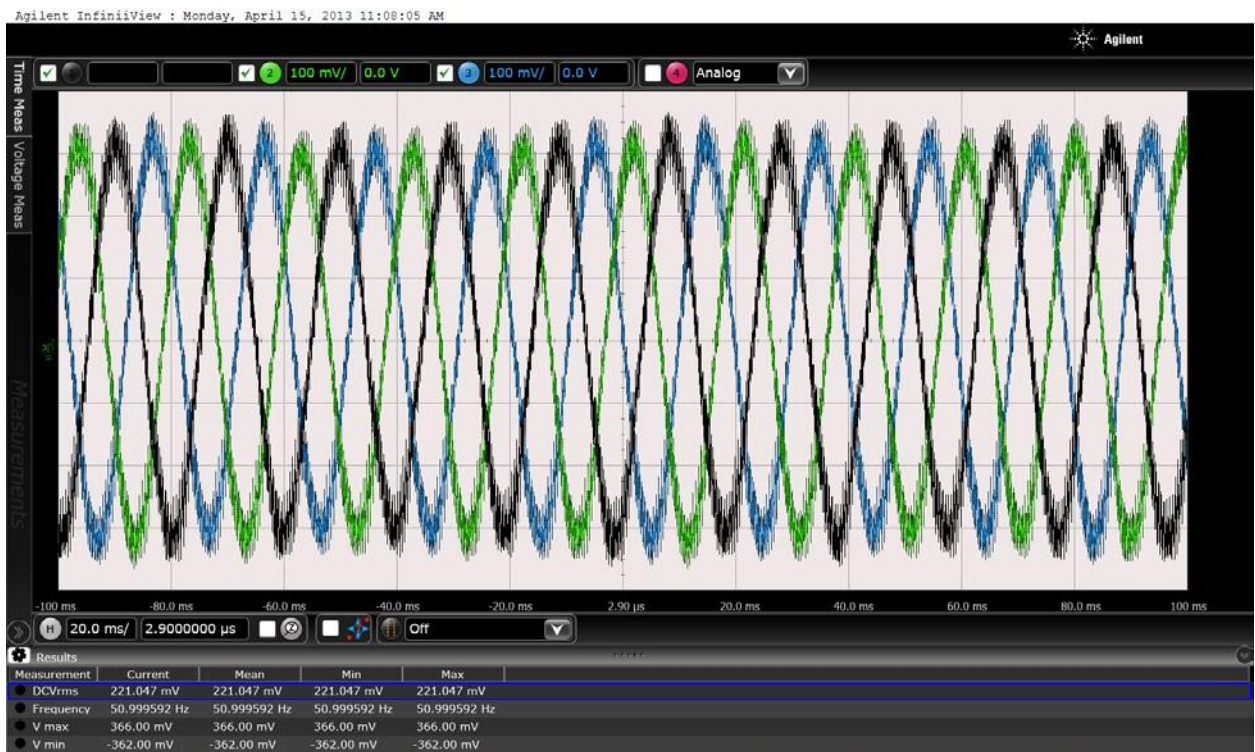 Agilent InfiniiView : Monday, April 15, 2013 11:08:05 AM
Agilent
2 100 mV/ 0.0 V 3 100 mV/ 0.0 V 4 Analog
Time Meas
Voltage Meas
Measurements
-100 ms -80.0 ms -60.0 ms -40.0 ms -20.0 ms 2.90 µs 20.0 ms 40.0 ms 60.0 ms 80.0 ms 100 ms
H 20.0 ms/ 2.9000000 µs Off
Results
Measurement Current Mean Min Max
DCVrms 221.047 mV 221.047 mV 221.047 mV 221.047 mV
Frequency 50.999592 Hz 50.999592 Hz 50.999592 Hz 50.999592 Hz
V max 366.00 mV 366.00 mV 366.00 mV 366.00 mV
V min -362.00 mV -362.00 mV -362.00 mV -362.00 mV